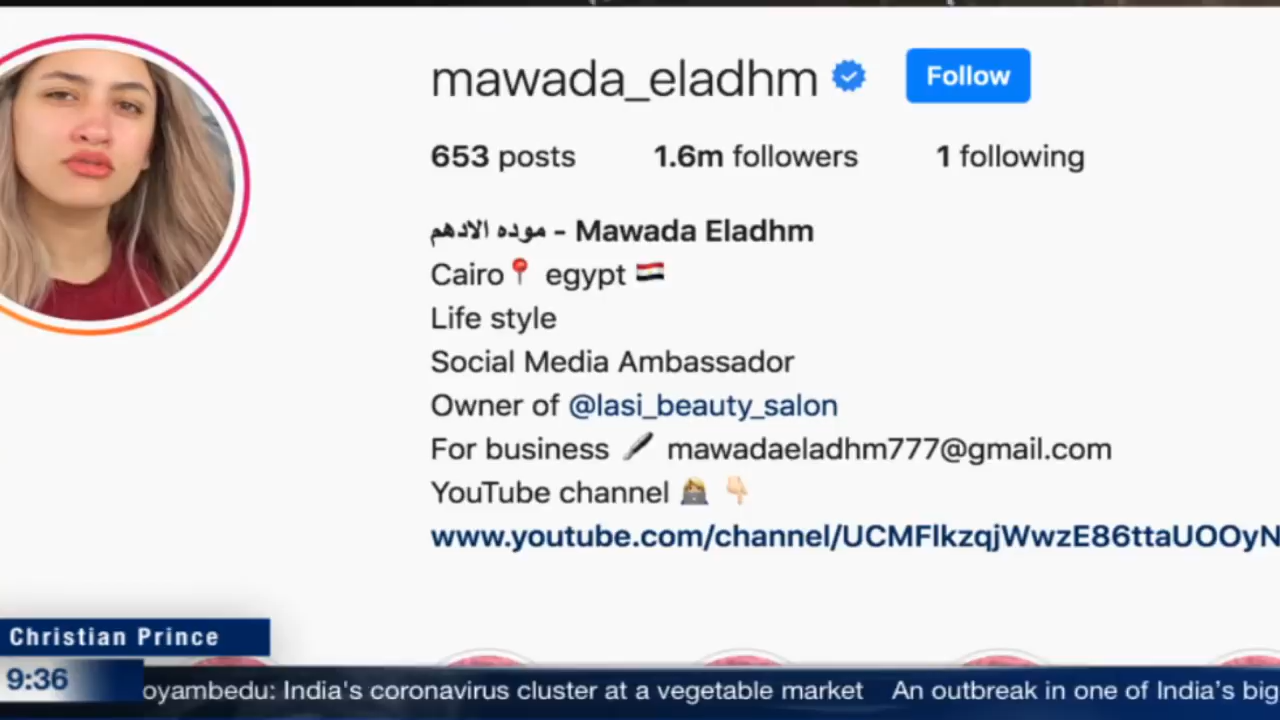 mawada_eladhm Follow
653 posts 1.6m followers 1 following
موده الادهم - Mawada Eladhm
Cairo📍 egypt 🇪🇬
Life style
Social Media Ambassador
Owner of @lasi_beauty_salon
For business mawadaeladhm777@gmail.com
YouTube channel
www.youtube.com/channel/UCMFlkzqjWwzE86ttaUOOyN
Christian Prince
9:36
oyambedu: India's coronavirus cluster at a vegetable market An outbreak in one of India's big